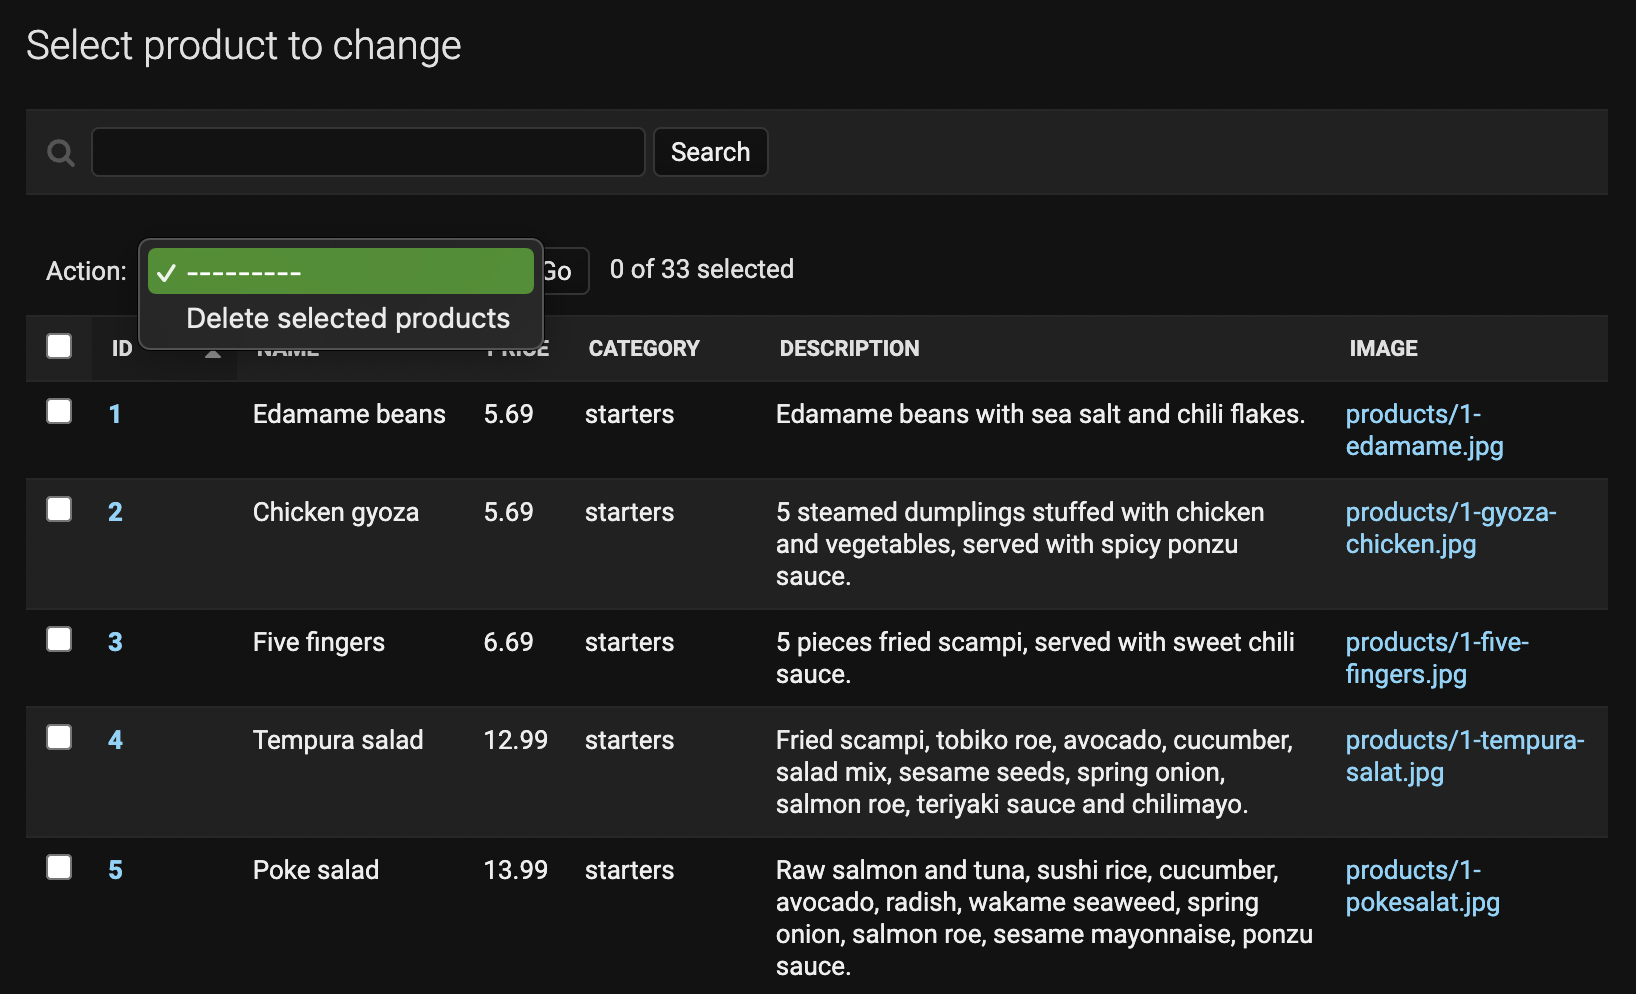 Select product to change
Search
Action:
✓ ---------
Go
0 of 33 selected
Delete selected products
ID
NAME
PRICE
CATEGORY
DESCRIPTION
IMAGE
1
Edamame beans
5.69
starters
Edamame beans with sea salt and chili flakes.
products/1-
edamame.jpg
2
Chicken gyoza
5.69
starters
5 steamed dumplings stuffed with chicken
and vegetables, served with spicy ponzu
sauce.
products/1-gyoza-
chicken.jpg
3
Five fingers
6.69
starters
5 pieces fried scampi, served with sweet chili
sauce.
products/1-five-
fingers.jpg
4
Tempura salad
12.99
starters
Fried scampi, tobiko roe, avocado, cucumber,
salad mix, sesame seeds, spring onion,
salmon roe, teriyaki sauce and chilimayo.
products/1-tempura-
salat.jpg
5
Poke salad
13.99
starters
Raw salmon and tuna, sushi rice, cucumber,
avocado, radish, wakame seaweed, spring
onion, salmon roe, sesame mayonnaise, ponzu
sauce.
products/1-
pokesalat.jpg